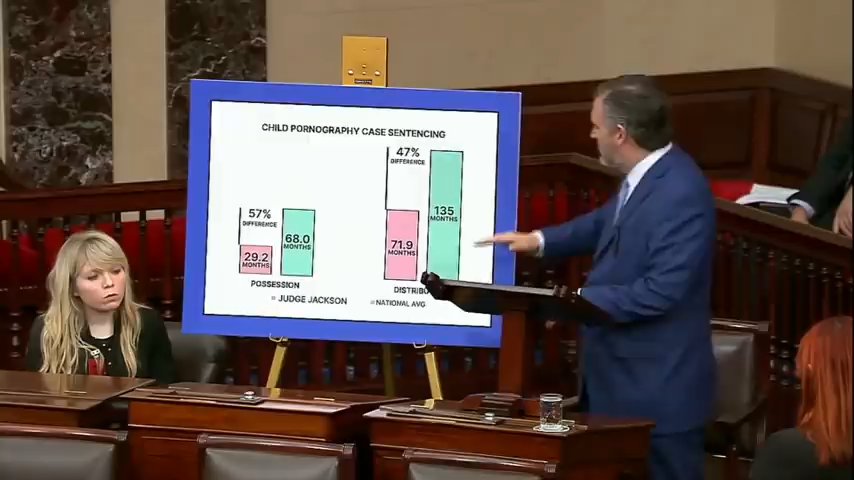 CHILD PORNOGRAPHY CASE SENTENCING
57%
DIFFERENCE
29.2
MONTHS
68.0
MONTHS
POSSESSION
47%
DIFFERENCE
71.9
MONTHS
135
MONTHS
DISTRIBU
JUDGE JACKSON
NATIONAL AVG